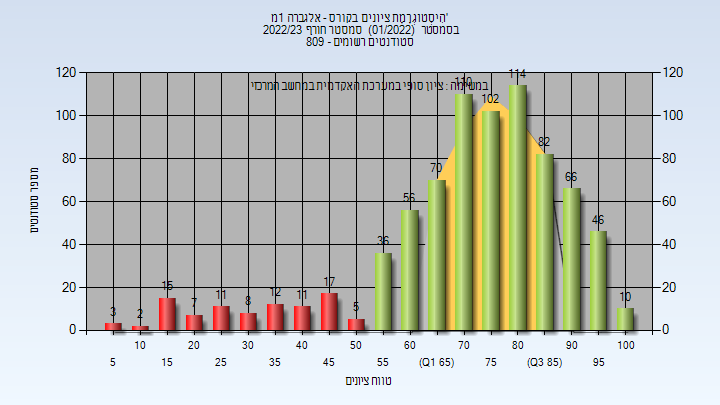 היסטוגרמת ציונים בקורס - אלגברה 1מ'
בסמסטר (01/2022) סמסטר חורף 2022/23
סטודנטים רשומים - 809
במשימה : ציון סופי במערכת האקדמית במחשב המרכזי
מספר סטודנטים
120 100 80 60 40 20 0
3 2 15 7 11 8 12 11 17 5 36 56 70 110 102 114 82 66 46 10
120 100 80 60 40 20 0
10 20 30 40 50 60 70 80 90 100
5 15 25 35 45 55 (Q1 65) 75 (Q3 85) 95
טווח ציונים